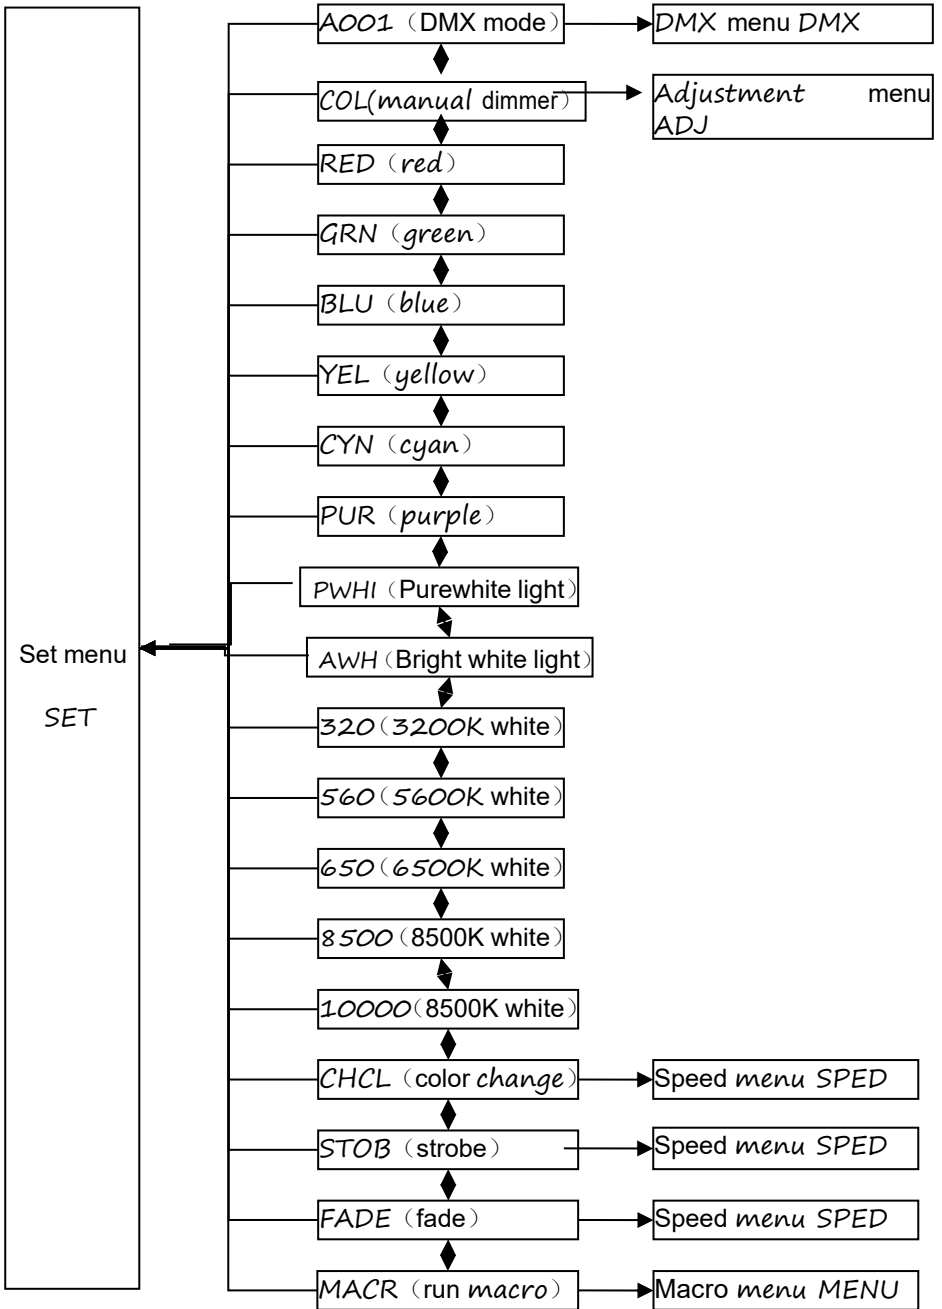 A001（DMX mode）
DMX menu DMX
COL(manual dimmer）
Adjustment menu
ADJ
RED（red）
GRN（green）
BLU（blue）
YEL（yellow）
CYN（cyan）
PUR（purple）
PWHI（Purewhite light）
Set menu
SET
AWH（Bright white light）
320（3200K white）
560（5600K white）
650（6500K white）
8500（8500K white）
10000（8500K white）
CHCL（color change）
Speed menu SPED
STOB（strobe）
Speed menu SPED
FADE（fade）
Speed menu SPED
MACR（run macro）
Macro menu MENU